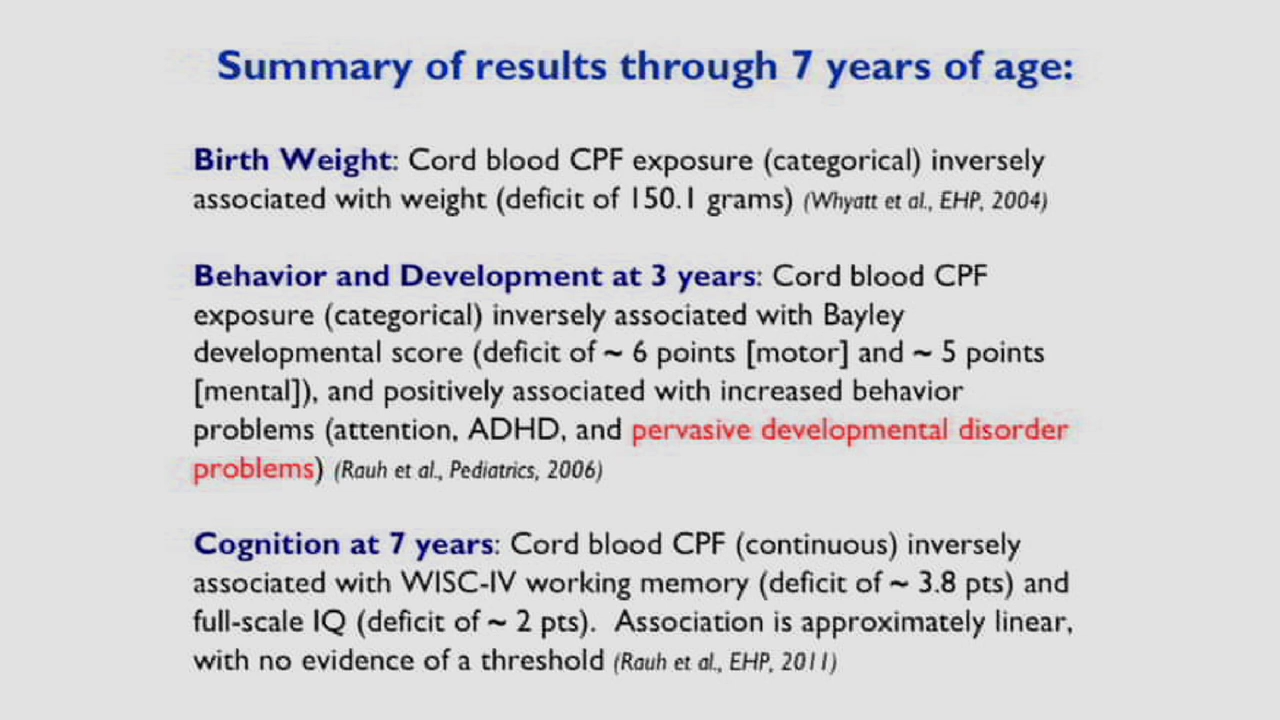 Summary of results through 7 years of age:
Birth Weight: Cord blood CPF exposure (categorical) inversely
associated with weight (deficit of 150.1 grams) (Whyatt et al., EHP, 2004)
Behavior and Development at 3 years: Cord blood CPF
exposure (categorical) inversely associated with Bayley
developmental score (deficit of ~ 6 points [motor] and ~ 5 points
[mental]), and positively associated with increased behavior
problems (attention, ADHD, and pervasive developmental disorder
problems) (Rauh et al., Pediatrics, 2006)
Cognition at 7 years: Cord blood CPF (continuous) inversely
associated with WISC-IV working memory (deficit of ~ 3.8 pts) and
full-scale IQ (deficit of ~ 2 pts). Association is approximately linear,
with no evidence of a threshold (Rauh et al., EHP, 2011)